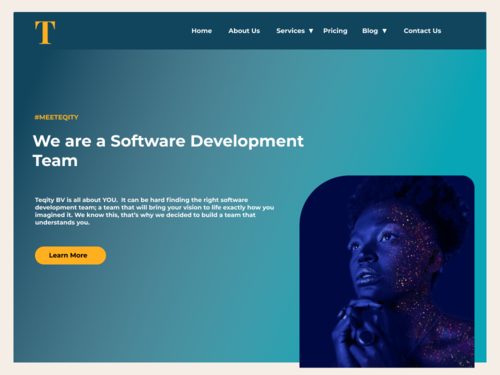 T
Home About Us Services ▼ Pricing Blog ▼ Contact Us
#MEETEQITY
We are a Software Development
Team
Teqity BV is all about YOU.  It can be hard finding the right software
development team; a team that will bring your vision to life exactly how you
imagined it. We know this, that's why we decided to build a team that
understands you.
Learn More